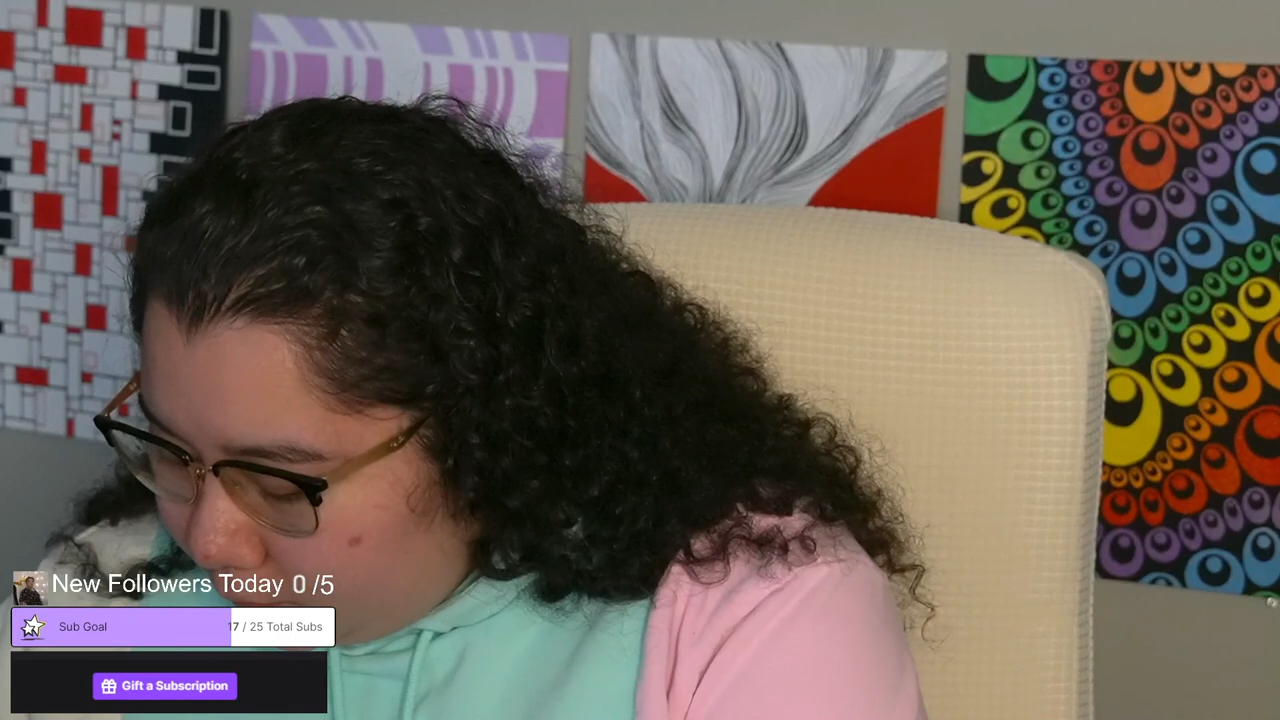 New Followers Today 0 /5
Sub Goal 17 / 25 Total Subs
Gift a Subscription